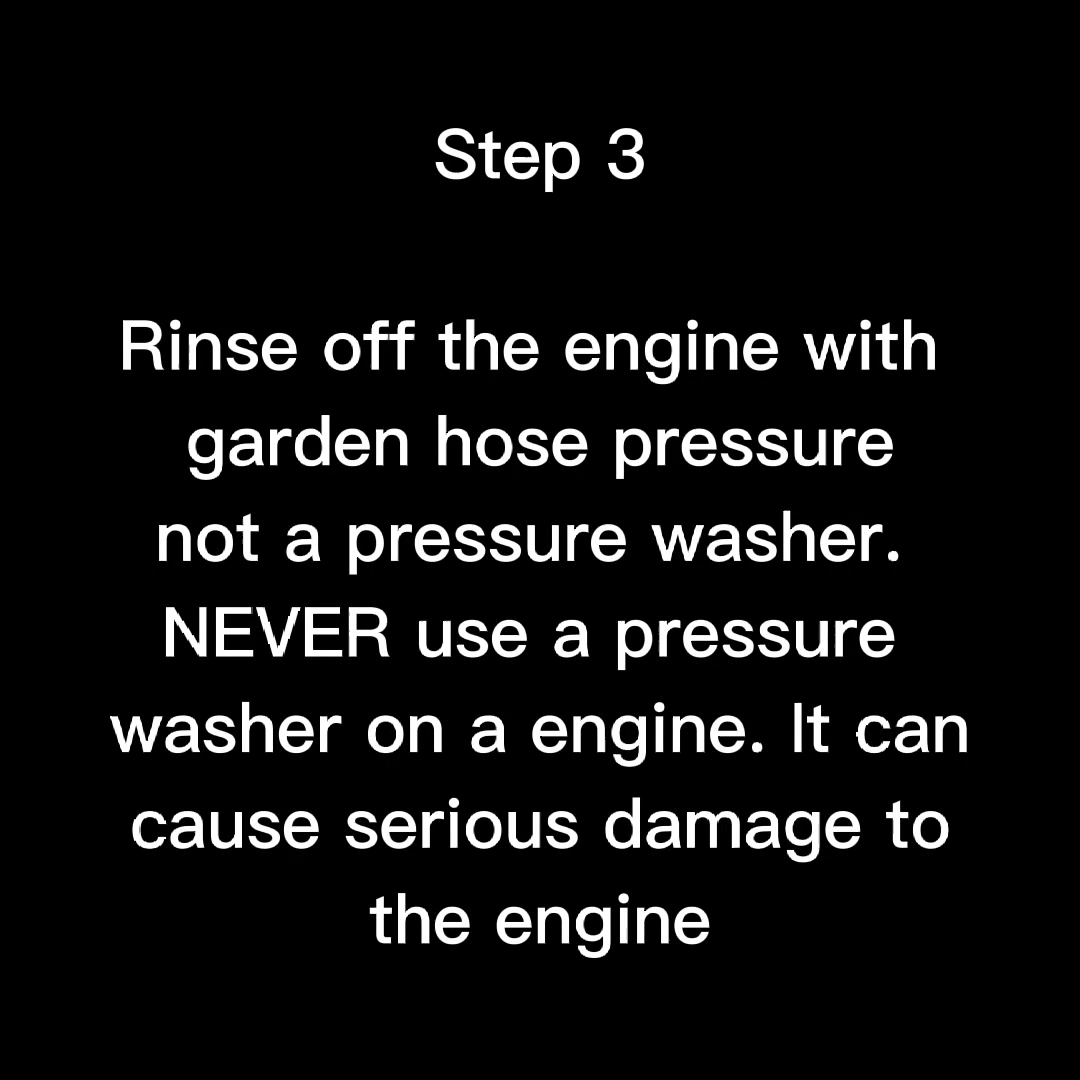 Step 3
Rinse off the engine with
garden hose pressure
not a pressure washer.
NEVER use a pressure
washer on a engine. It can
cause serious damage to
the engine